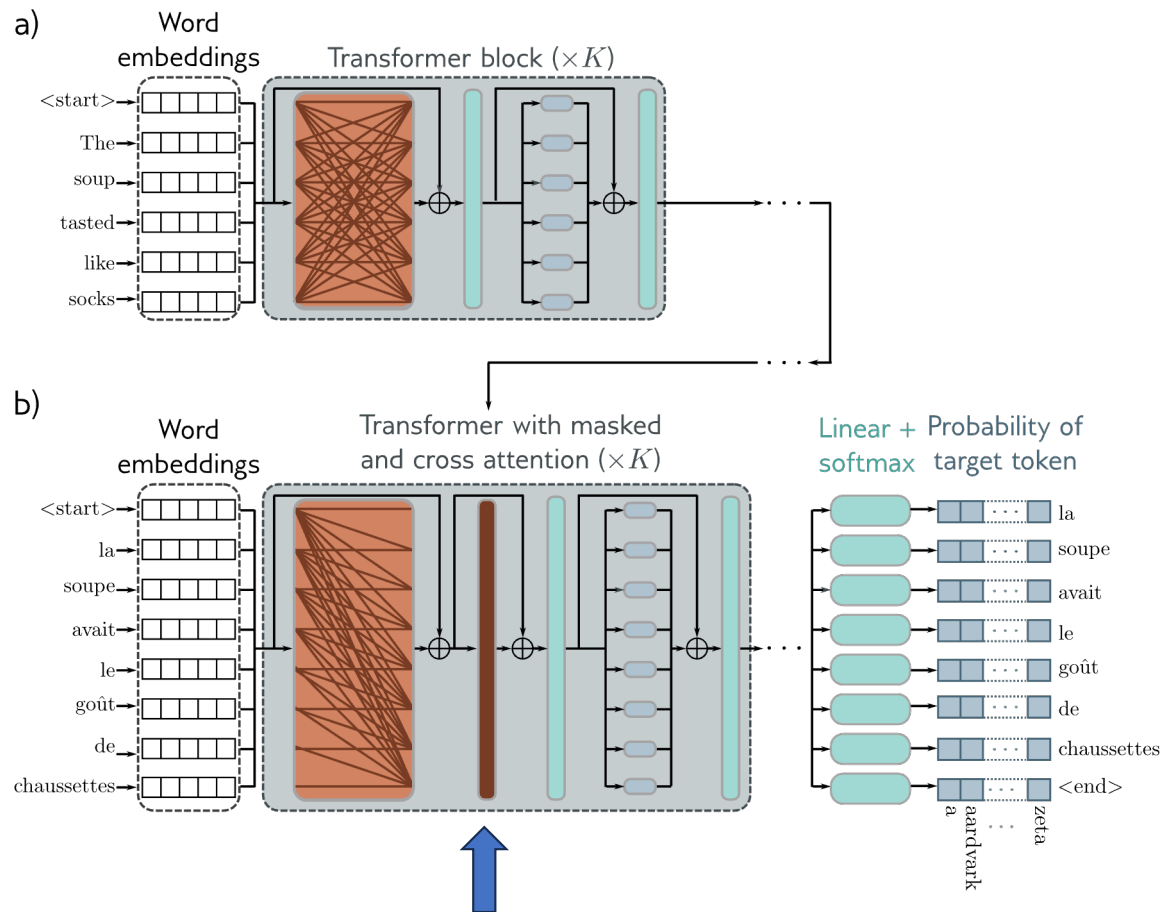 a)
Word
embeddings
Transformer block (×K)
<start>
The
soup
tasted
like
socks
b)
Word
embeddings
Transformer with masked
and cross attention (×K)
Linear +
softmax
Probability of
target token
<start>
la
soupe
avait
le
goût
de
chaussettes
la
soupe
avait
le
goût
de
chaussettes
<end>
a
aardvark
...
zeta